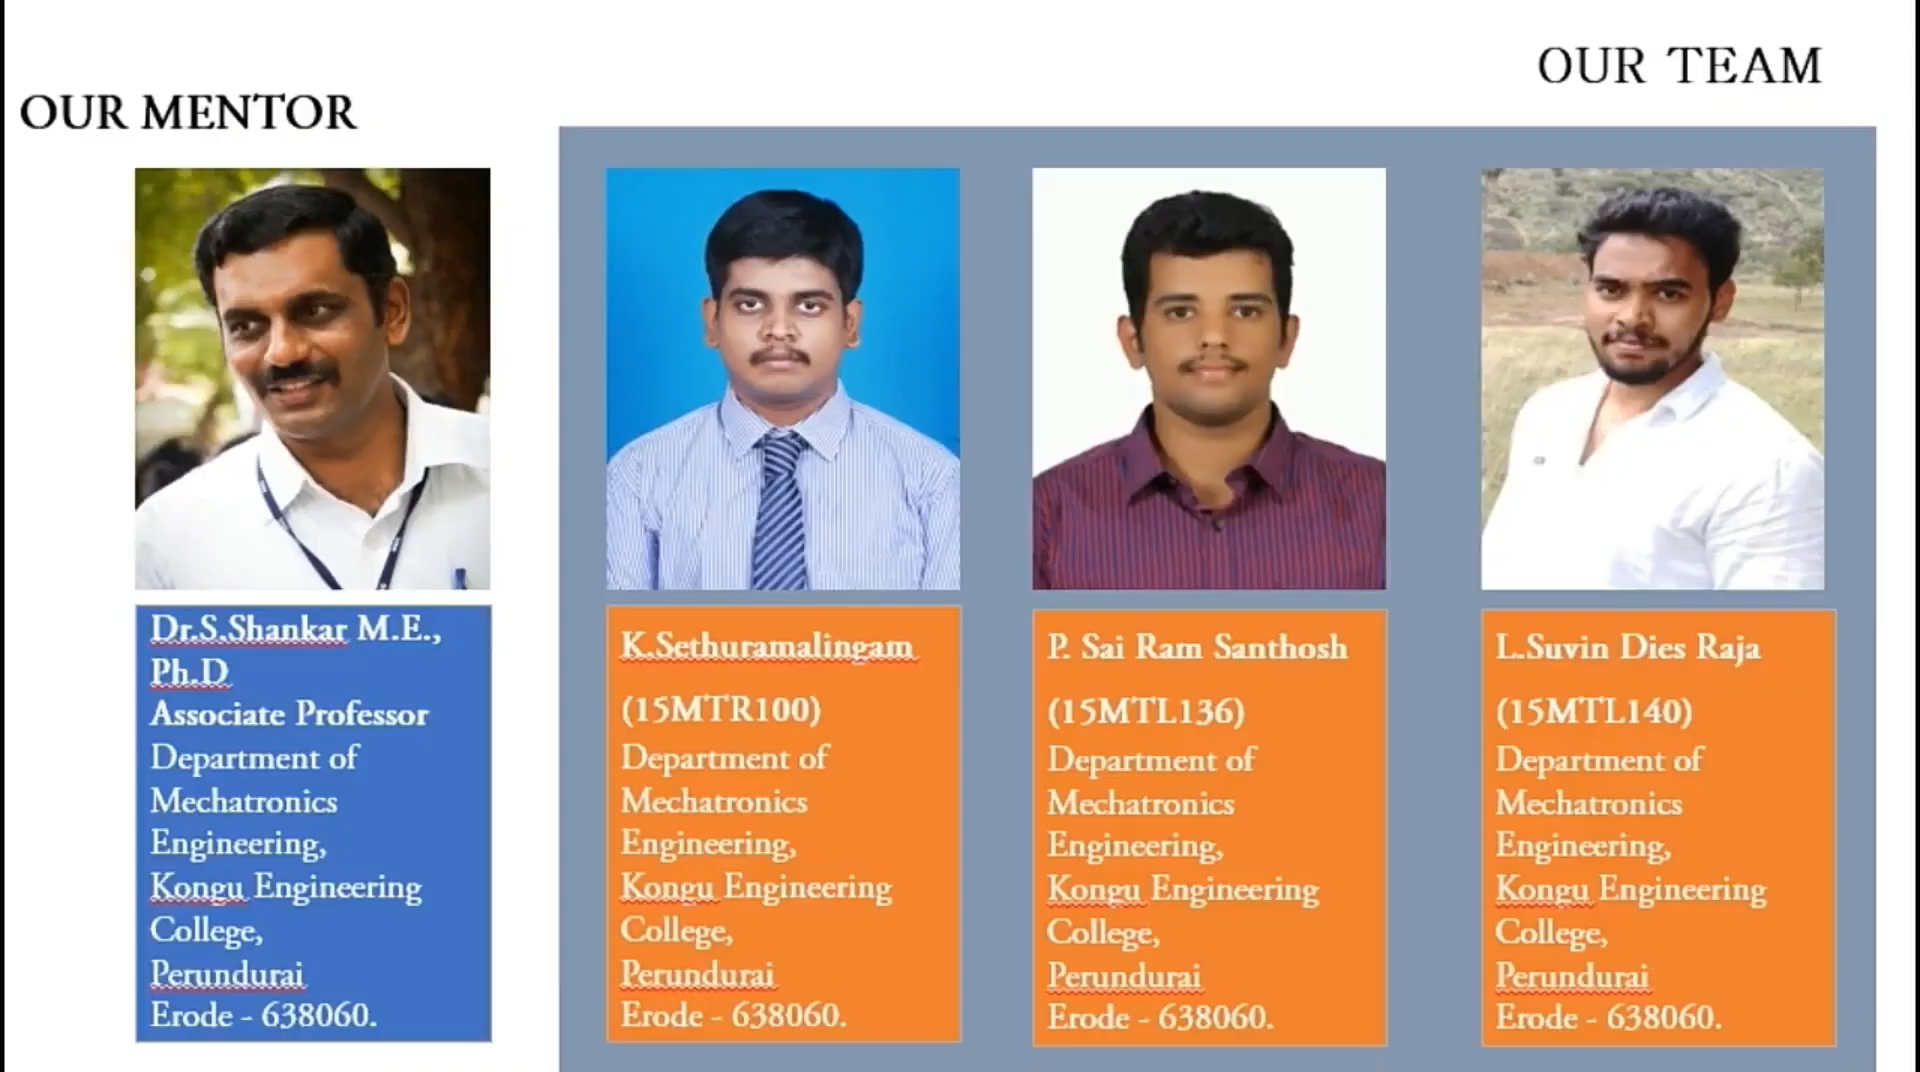 OUR TEAM
OUR MENTOR
Dr.S.Shankar M.E.,
Ph.D
Associate Professor
Department of
Mechatronics
Engineering,
Kongu Engineering
College,
Perundurai
Erode - 638060.
K.Sethuramalingam
(15MTR100)
Department of
Mechatronics
Engineering,
Kongu Engineering
College,
Perundurai
Erode - 638060.
P. Sai Ram Santhosh
(15MTL136)
Department of
Mechatronics
Engineering,
Kongu Engineering
College,
Perundurai
Erode - 638060.
L.Suvin Dies Raja
(15MTL140)
Department of
Mechatronics
Engineering,
Kongu Engineering
College,
Perundurai
Erode - 638060.